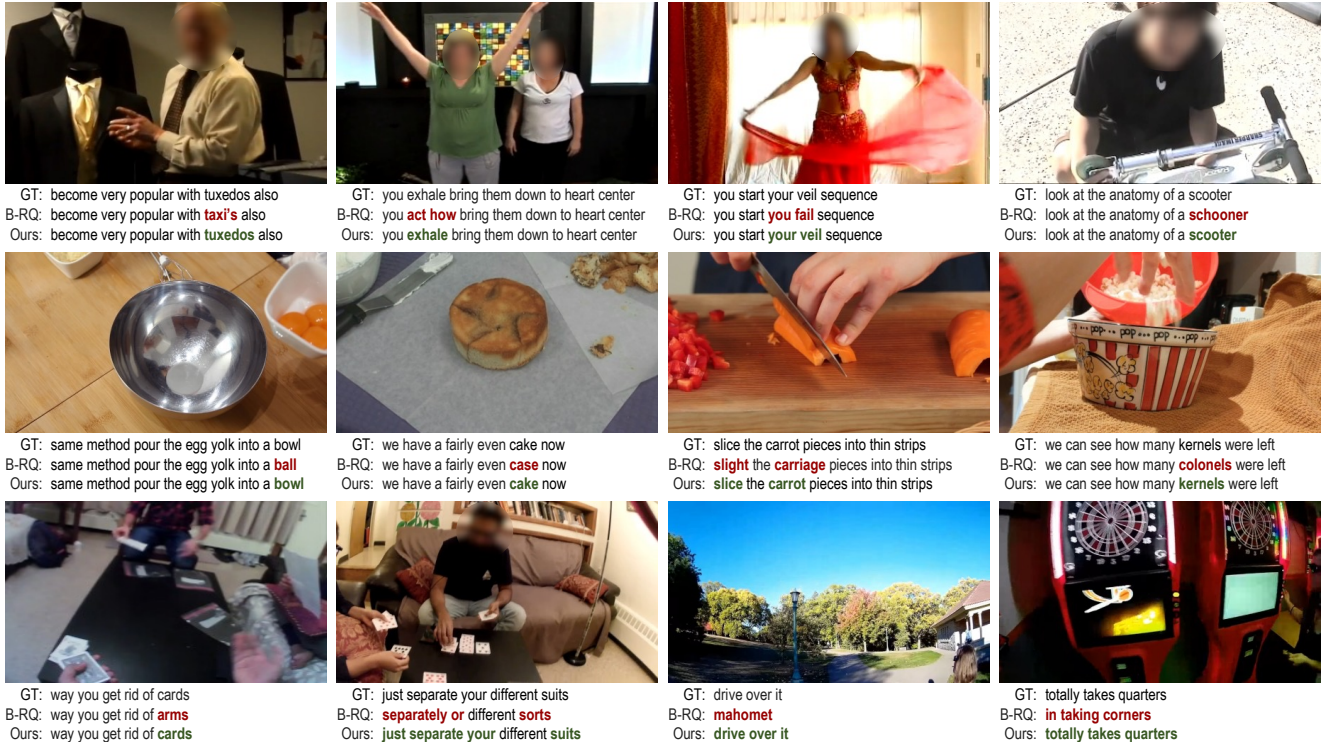 GT: become very popular with tuxedos also
B-RQ: become very popular with taxi's also
Ours: become very popular with tuxedos also
GT: you exhale bring them down to heart center
B-RQ: you act how bring them down to heart center
Ours: you exhale bring them down to heart center
GT: you start your veil sequence
B-RQ: you start you fail sequence
Ours: you start your veil sequence
GT: look at the anatomy of a scooter
B-RQ: look at the anatomy of a schooner
Ours: look at the anatomy of a scooter
pop pop pop
GT: same method pour the egg yolk into a bowl
B-RQ: same method pour the egg yolk into a ball
Ours: same method pour the egg yolk into a bowl
GT: we have a fairly even cake now
B-RQ: we have a fairly even case now
Ours: we have a fairly even cake now
GT: slice the carrot pieces into thin strips
B-RQ: slight the carriage pieces into thin strips
Ours: slice the carrot pieces into thin strips
GT: we can see how many kernels were left
B-RQ: we can see how many colonels were left
Ours: we can see how many kernels were left
GT: way you get rid of cards
B-RQ: way you get rid of arms
Ours: way you get rid of cards
GT: just separate your different suits
B-RQ: separately or different sorts
Ours: just separate your different suits
GT: drive over it
B-RQ: mahomet
Ours: drive over it
GT: totally takes quarters
B-RQ: in taking corners
Ours: totally takes quarters